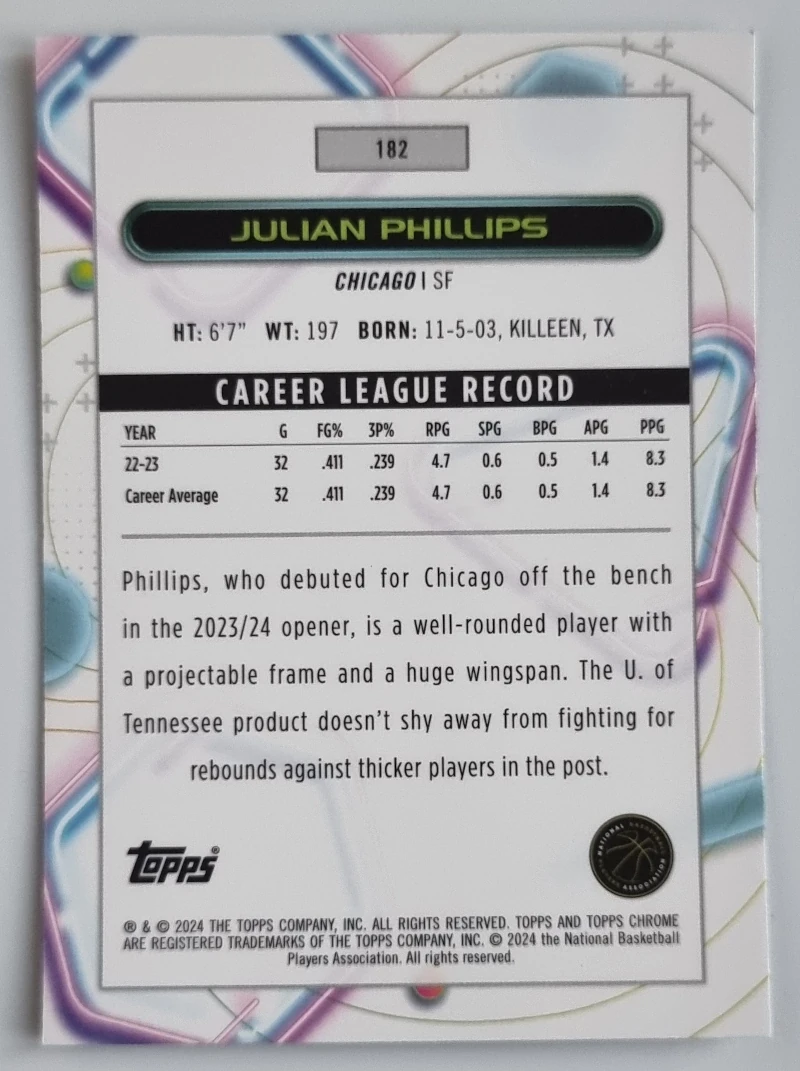 182
JULIAN PHILLIPS
CHICAGO | SF
HT: 6'7" WT: 197 BORN: 11-5-03, KILLEEN, TX
CAREER LEAGUE RECORD
YEAR G FG% 3P% RPG SPG BPG APG PPG
22-23 32 .411 .239 4.7 0.6 0.5 1.4 8.3
Career Average 32 .411 .239 4.7 0.6 0.5 1.4 8.3
Phillips, who debuted for Chicago off the bench
in the 2023/24 opener, is a well-rounded player with
a projectable frame and a huge wingspan. The U. of
Tennessee product doesn't shy away from fighting for
rebounds against thicker players in the post.
topps®
NATIONAL BASKETBALL PLAYERS ASSOCIATION
® & © 2024 THE TOPPS COMPANY, INC. ALL RIGHTS RESERVED. TOPPS AND TOPPS CHROME
ARE REGISTERED TRADEMARKS OF THE TOPPS COMPANY, INC. © 2024 the National Basketball
Players Association. All rights reserved.